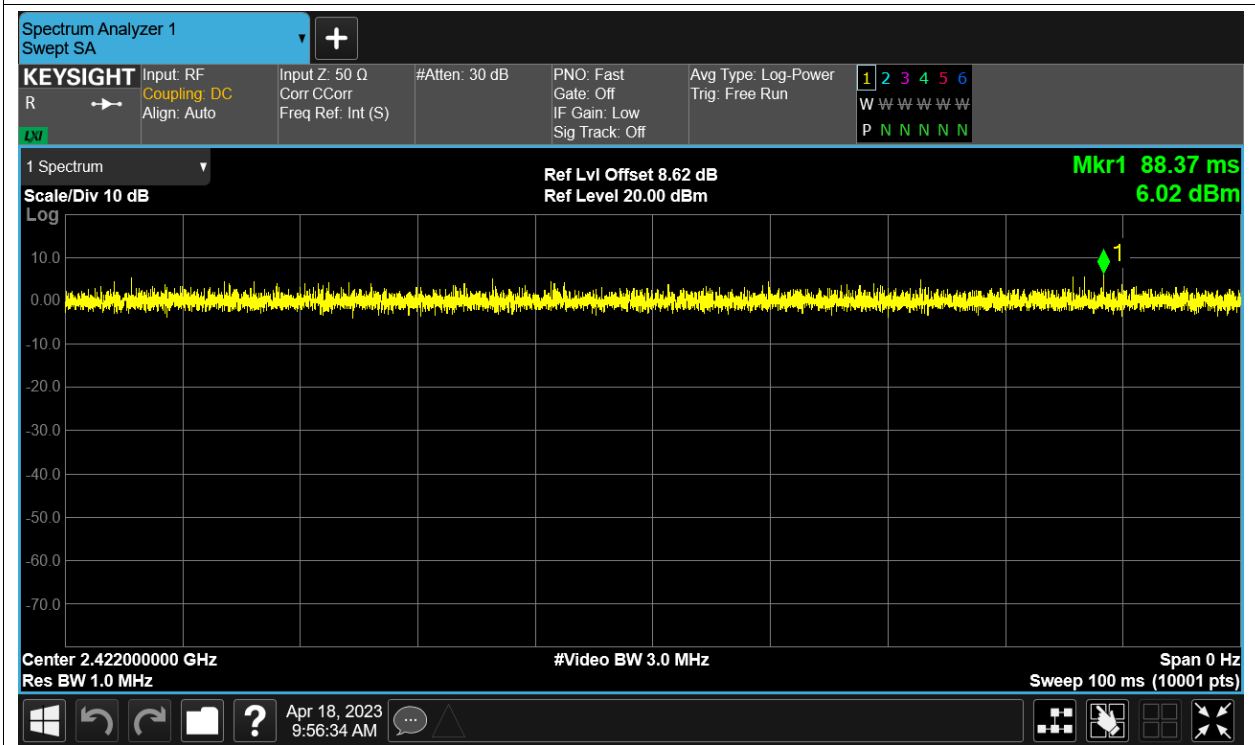 Spectrum Analyzer 1
Swept SA
KEYSIGHT
R
LXI
Input: RF
Coupling: DC
Align: Auto
Input Z: 50 Ω
Corr CCorr
Freq Ref: Int (S)
#Atten: 30 dB
PNO: Fast
Gate: Off
IF Gain: Low
Sig Track: Off
Avg Type: Log-Power
Trig: Free Run
1 2 3 4 5 6
W W W W W W
P N N N N N
1 Spectrum
Scale/Div 10 dB
Log
Ref Lvl Offset 8.62 dB
Ref Level 20.00 dBm
Mkr1 88.37 ms
6.02 dBm
1
10.0
0.00
-10.0
-20.0
-30.0
-40.0
-50.0
-60.0
-70.0
Center 2.422000000 GHz
Res BW 1.0 MHz
#Video BW 3.0 MHz
Span 0 Hz
Sweep 100 ms (10001 pts)
?
Apr 18, 2023
9:56:34 AM